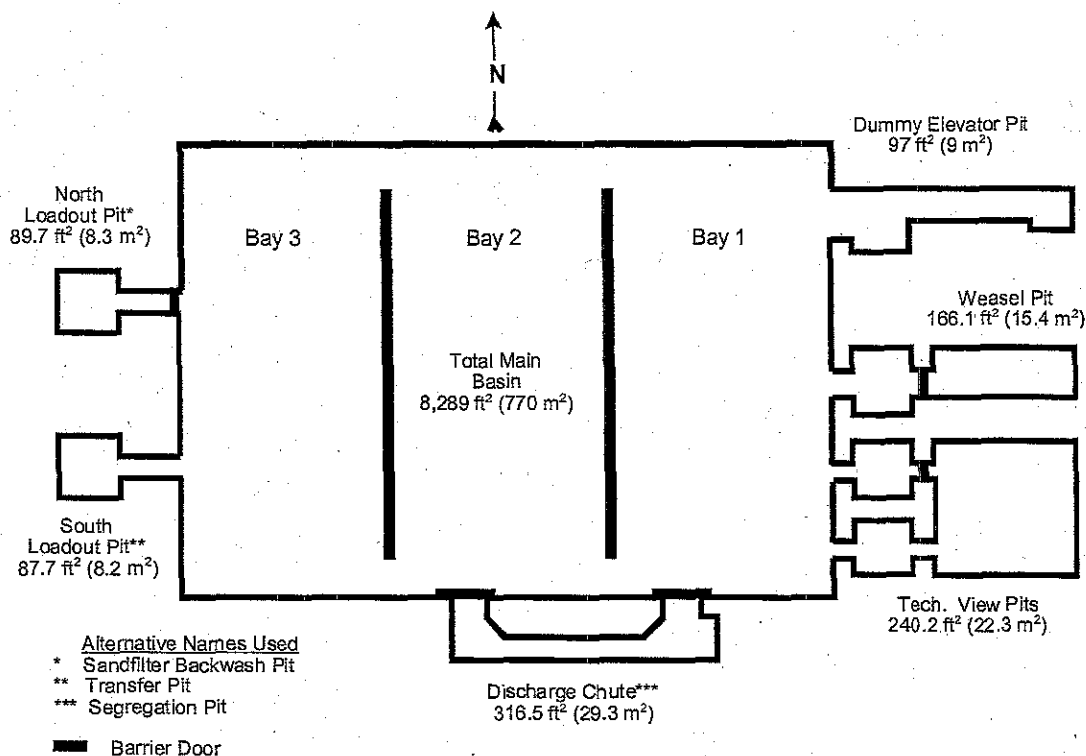 N
Dummy Elevator Pit
97 ft² (9 m²)
North
Loadout Pit*
89.7 ft² (8.3 m²)
Bay 3
Bay 2
Bay 1
Weasel Pit
166.1 ft² (15.4 m²)
Total Main
Basin
8,289 ft² (770 m²)
South
Loadout Pit**
87.7 ft² (8.2 m²)
Tech. View Pits
240.2 ft² (22.3 m²)
Alternative Names Used
* Sandfilter Backwash Pit
** Transfer Pit
*** Segregation Pit
Discharge Chute***
316.5 ft² (29.3 m²)
Barrier Door